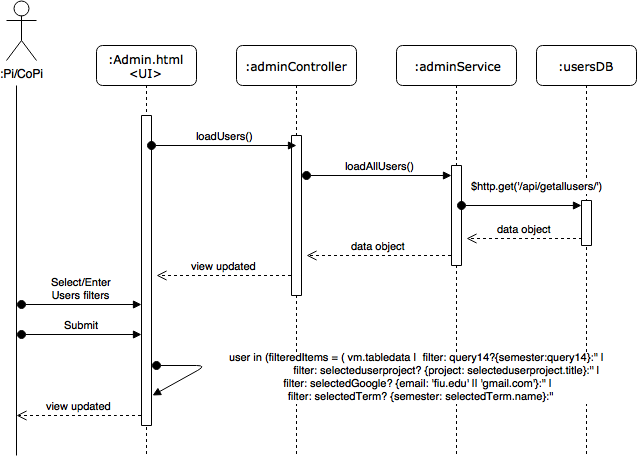 :Pi/CoPi
:Admin.html
<UI>
:adminController
:adminService
:usersDB
loadUsers()
loadAllUsers()
$http.get('/api/getallusers/')
data object
data object
view updated
Select/Enter
Users filters
Submit
user in (filteredItems = ( vm.tabledata | filter: query14?{semester:query14}:'' |
filter: selecteduserproject? {project: selecteduserproject.title}:'' |
filter: selectedGoogle? {email: 'fiu.edu' || 'gmail.com'}:'' |
filter: selectedTerm? {semester: selectedTerm.name}:''
view updated